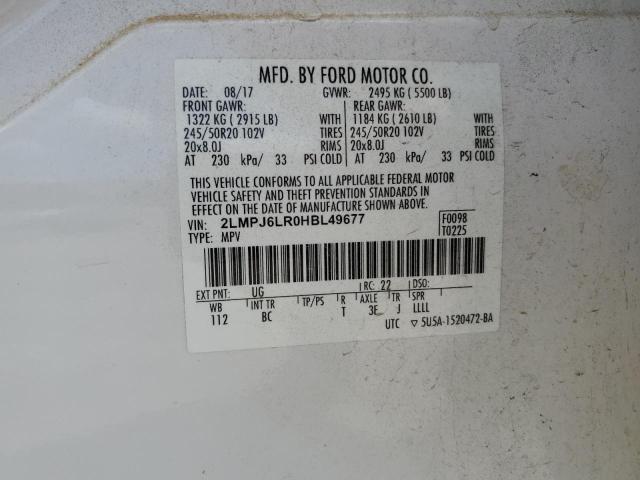 MFD. BY FORD MOTOR CO.
DATE: 08/17 GVWR: 2495 KG ( 5500 LB)
FRONT GAWR: REAR GAWR:
1322 KG ( 2915 LB) WITH 1184 KG ( 2610 LB) WITH
245/50R20 102V TIRES 245/50R20 102V TIRES
20x8.0J RIMS 20x8.0J RIMS
AT 230 kPa/ 33 PSI COLD AT 230 kPa/ 33 PSI COLD
THIS VEHICLE CONFORMS TO ALL APPLICABLE FEDERAL MOTOR
VEHICLE SAFETY AND THEFT PREVENTION STANDARDS IN
EFFECT ON THE DATE OF MANUFACTURE SHOWN ABOVE.
VIN: 2LMPJ6LR0HBL49677 F0098
TYPE: MPV T0225
EXT PNT: UG RC: 22 DSO:
WB INT TR TP/PS R AXLE TR SPR
112 BC T 3E J LLLL
UTC ▽ 5U5A-1520472-BA